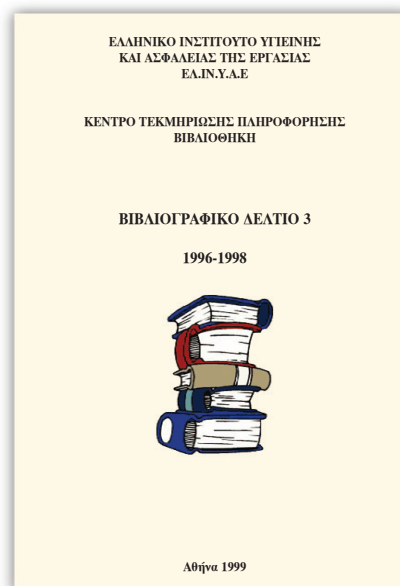 ΕΛΛΗΝΙΚΟ ΙΝΣΤΙΤΟΥΤΟ ΥΓΙΕΙΝΗΣ
ΚΑΙ ΑΣΦΑΛΕΙΑΣ ΤΗΣ ΕΡΓΑΣΙΑΣ
ΕΛ.ΙΝ.Υ.Α.Ε
ΚΕΝΤΡΟ ΤΕΚΜΗΡΙΩΣΗΣ ΠΛΗΡΟΦΟΡΗΣΗΣ
ΒΙΒΛΙΟΘΗΚΗ
ΒΙΒΛΙΟΓΡΑΦΙΚΟ ΔΕΛΤΙΟ 3
1996-1998
Αθήνα 1999